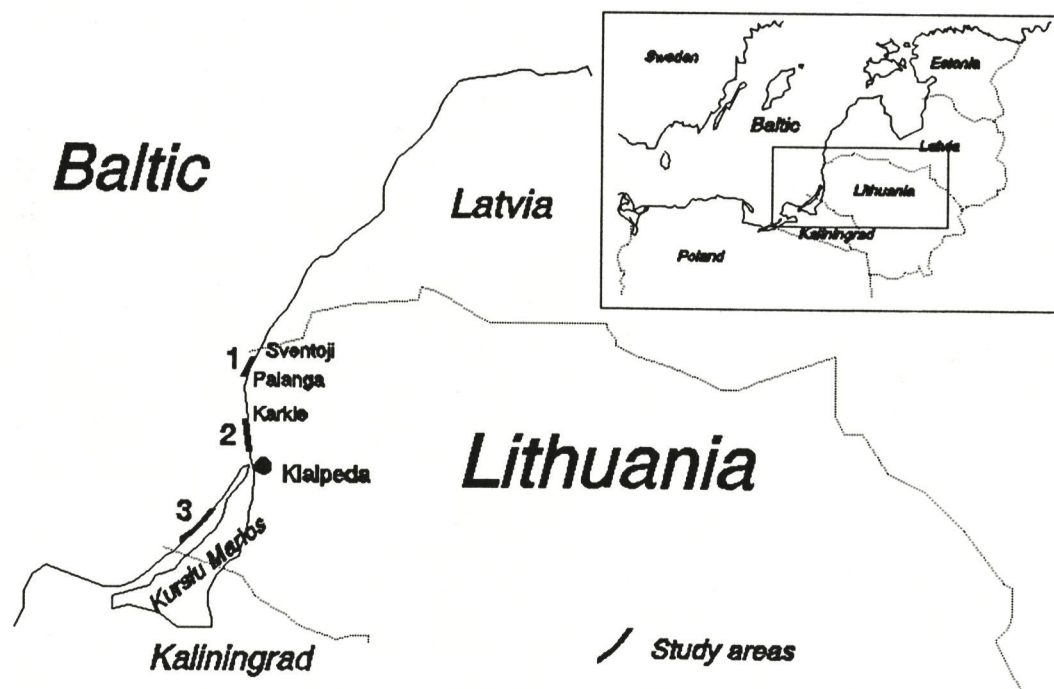 Baltic
Latvia
Lithuania
Kaliningrad
1
Sventoji
Palanga
2
Karkle
Klaipeda
3
Kursiu Marios
Study areas
Sweden
Estonia
Baltic
Latvia
Lithuania
Kaliningrad
Poland